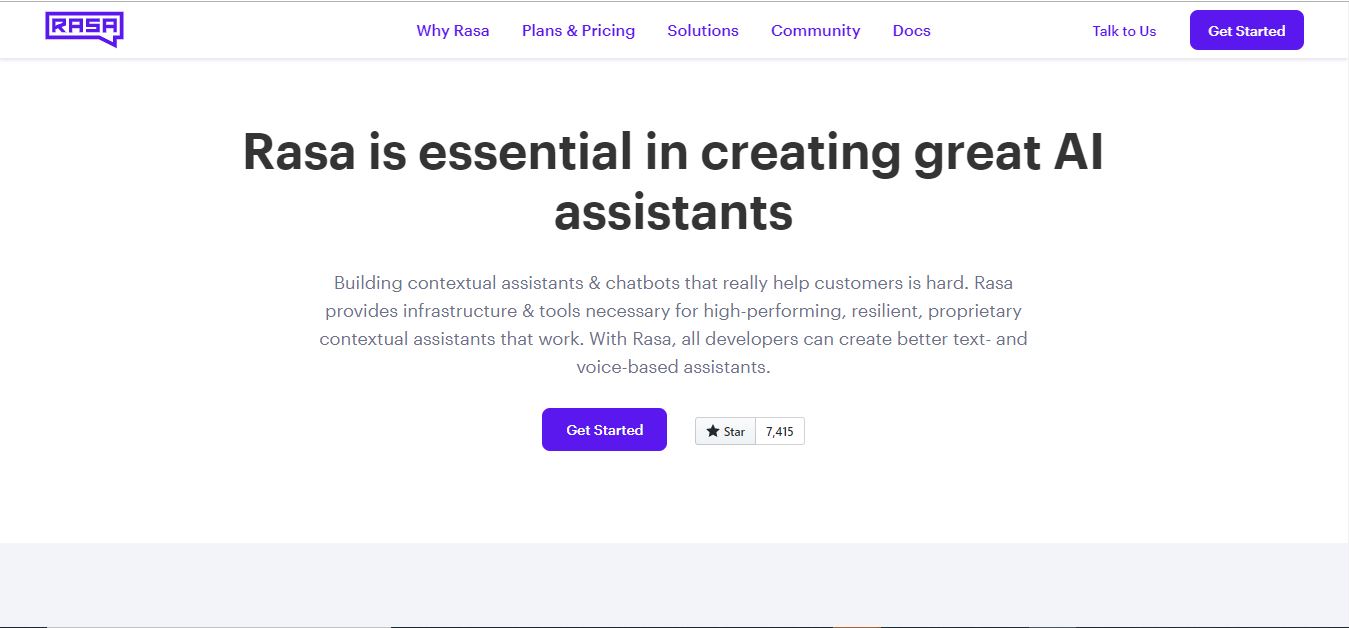 RASA
Why Rasa Plans & Pricing Solutions Community Docs Talk to Us Get Started
Rasa is essential in creating great AI
assistants
Building contextual assistants & chatbots that really help customers is hard. Rasa
provides infrastructure & tools necessary for high-performing, resilient, proprietary
contextual assistants that work. With Rasa, all developers can create better text- and
voice-based assistants.
Get Started Star 7,415